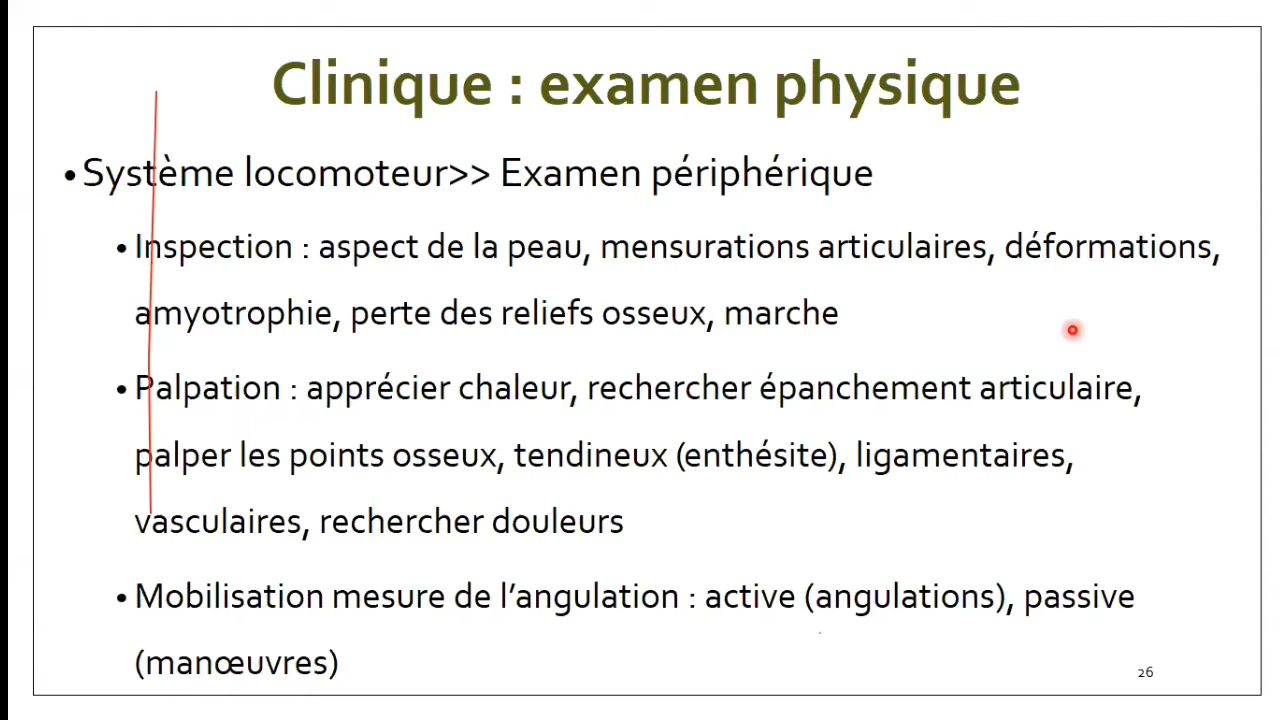 Clinique : examen physique
• Système locomoteur>> Examen périphérique
• Inspection : aspect de la peau, mensurations articulaires, déformations,
amyotrophie, perte des reliefs osseux, marche
• Palpation : apprécier chaleur, rechercher épanchement articulaire,
palper les points osseux, tendineux (enthésite), ligamentaires,
vasculaires, rechercher douleurs
• Mobilisation mesure de l’angulation : active (angulations), passive
(manœuvres)
26